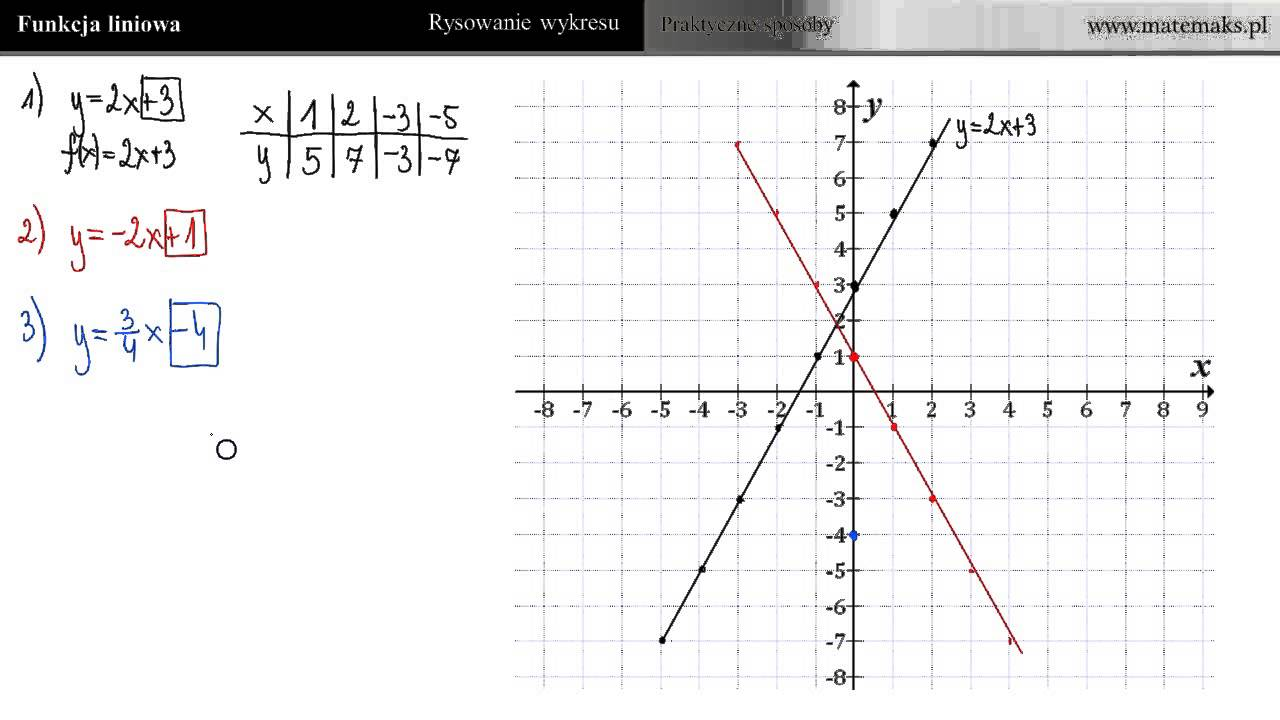 Funkcja liniowa Rysowanie wykresu Praktyczne sposoby www.matemaks.pl
1) y=2x+3
f(x)=2x+3
x 1 2 -3 -5
y 5 7 -3 -7
2) y=-2x+1
3) y=3/4x-4
y
y=2x+3
x
8
7
6
5
4
3
2
1
-8 -7 -6 -5 -4 -3 -2 -1 1 2 3 4 5 6 7 8 9
-1
-2
-3
-4
-5
-6
-7
-8